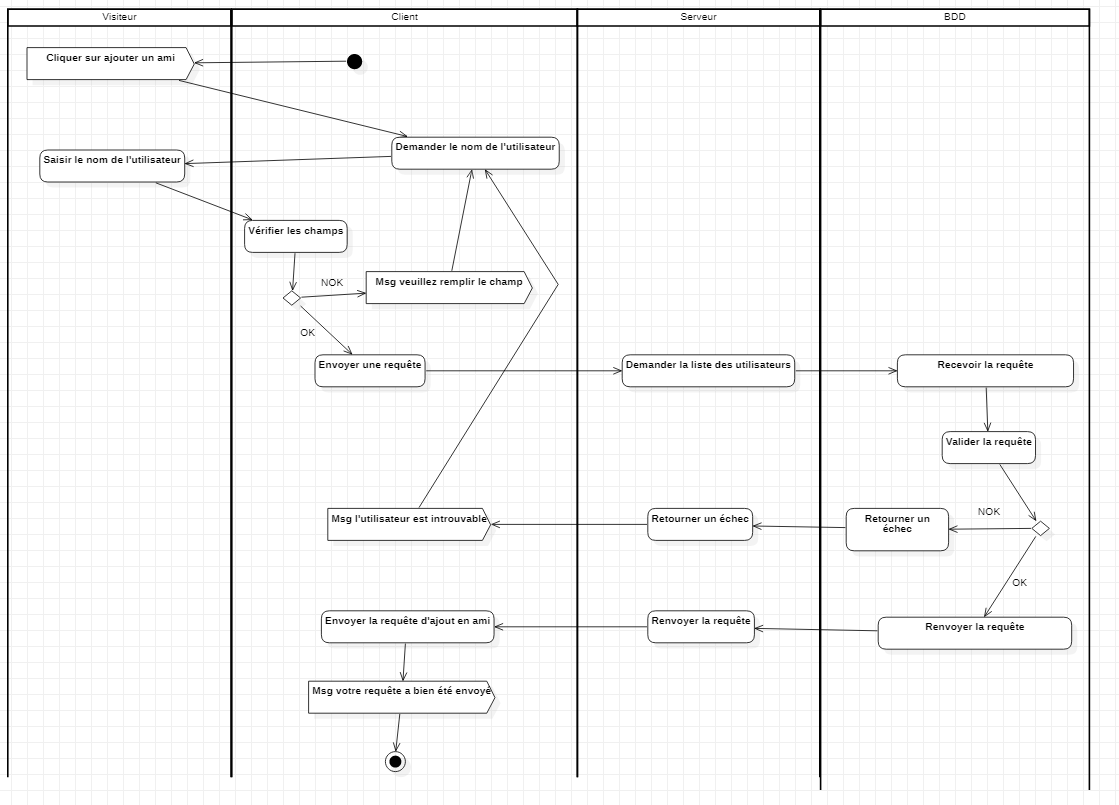 Visiteur
Client
Serveur
BDD
Cliquer sur ajouter un ami
Demander le nom de l'utilisateur
Saisir le nom de l'utilisateur
Vérifier les champs
NOK
Msg veuillez remplir le champ
OK
Envoyer une requête
Demander la liste des utilisateurs
Recevoir la requête
Valider la requête
NOK
Msg l'utilisateur est introuvable
Retourner un échec
Retourner un
échec
OK
Envoyer la requête d'ajout en ami
Renvoyer la requête
Renvoyer la requête
Msg votre requête a bien été envoyé